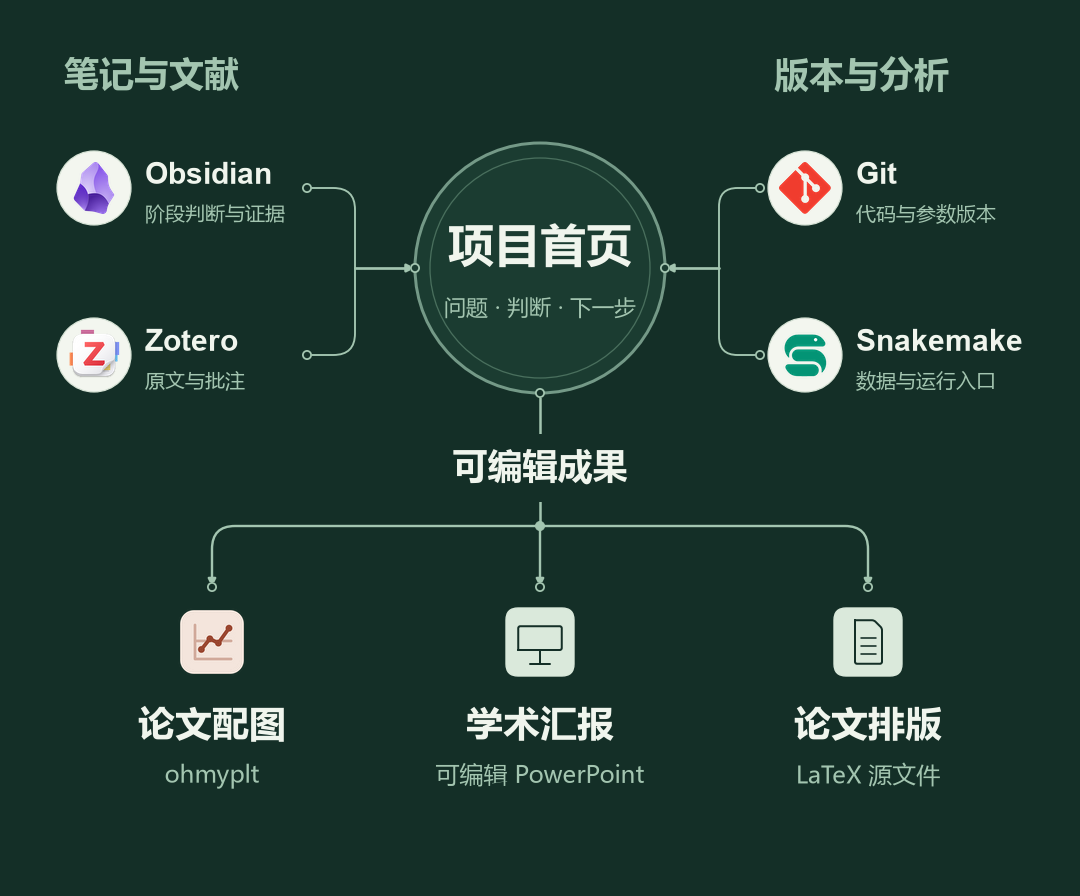 笔记与文献
版本与分析
Obsidian
阶段判断与证据
Zotero
原文与批注
项目首页
问题 · 判断 · 下一步
Git
代码与参数版本
Snakemake
数据与运行入口
可编辑成果
论文配图
ohmyplt
学术汇报
可编辑 PowerPoint
论文排版
LaTeX 源文件